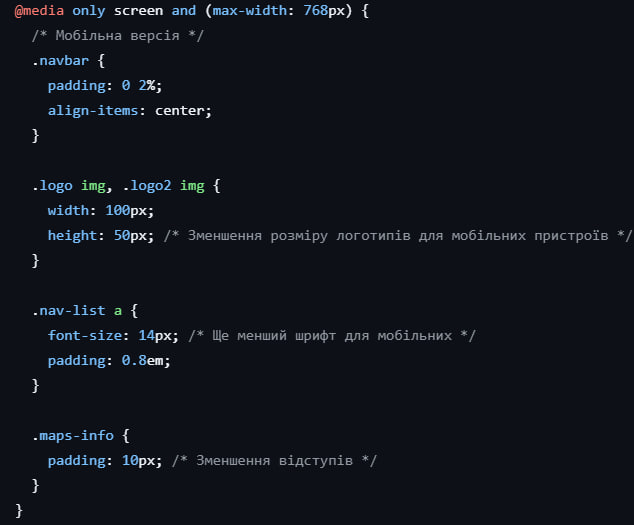 @media only screen and (max-width: 768px) {
/* Мобільна версія */
.navbar {
padding: 0 2%;
align-items: center;
}
.logo img, .logo2 img {
width: 100px;
height: 50px; /* Зменшення розміру логотипів для мобільних пристроїв */
}
.nav-list a {
font-size: 14px; /* Ще менший шрифт для мобільних */
padding: 0.8em;
}
.maps-info {
padding: 10px; /* Зменшення відступів */
}
}